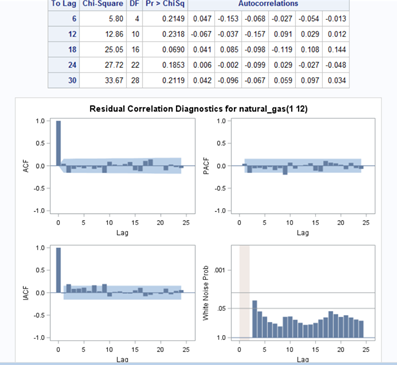 To Lag Chi-Square DF Pr > ChiSq Autocorrelations
6 5.80 4 0.2149 0.047 -0.153 -0.068 -0.027 -0.054 -0.013
12 12.86 10 0.2318 -0.067 -0.037 -0.157 0.091 0.029 0.012
18 25.05 16 0.0690 0.041 0.085 -0.098 -0.119 0.108 0.144
24 27.72 22 0.1853 0.006 -0.002 -0.099 0.029 -0.027 -0.048
30 33.67 28 0.2119 0.042 -0.096 -0.067 0.059 0.097 0.034
Residual Correlation Diagnostics for natural_gas(1 12)
1.0
0.5
0.0
-0.5
-1.0
ACF
0 5 10 15 20 25
Lag
1.0
0.5
0.0
-0.5
-1.0
PACF
0 5 10 15 20 25
Lag
1.0
0.5
0.0
-0.5
-1.0
IACF
0 5 10 15 20 25
Lag
.001
.05
1.0
White Noise Prob
0 5 10 15 20 25
Lag